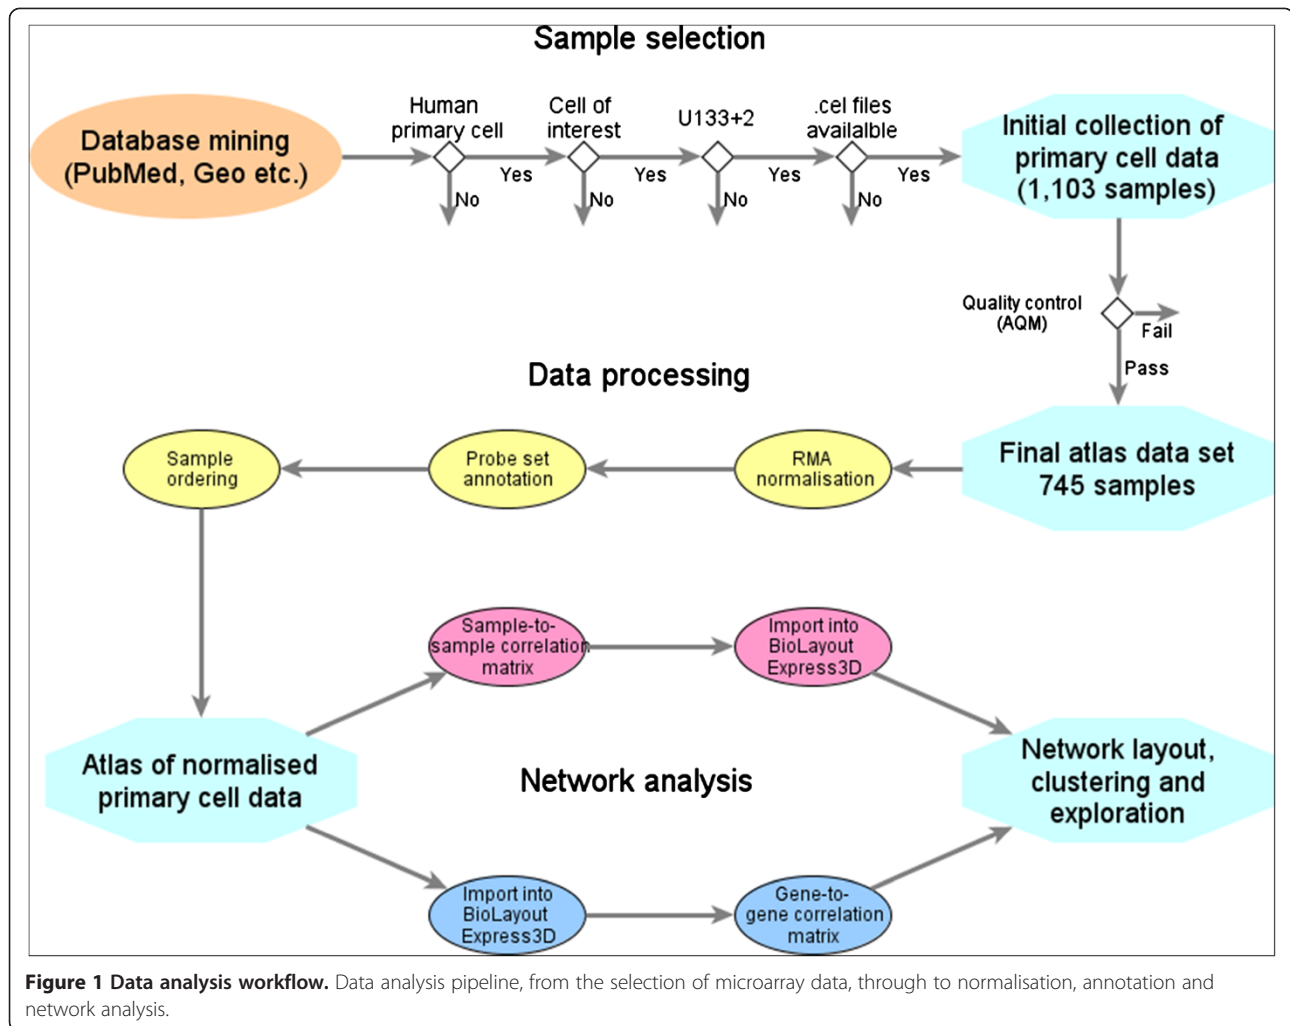 Sample selection
Database mining
(PubMed, Geo etc.)
Human
primary cell
Cell of
interest
U133+2
.cel files
availalble
Yes
Yes
Yes
Yes
No
No
No
No
Initial collection of
primary cell data
(1,103 samples)
Quality control
(AQM)
Fail
Pass
Data processing
Final atlas data set
745 samples
RMA
normalisation
Probe set
annotation
Sample
ordering
Atlas of normalised
primary cell data
Sample-to-
sample correlation
matrix
Import into
BioLayout
Express3D
Network analysis
Import into
BioLayout
Express3D
Gene-to-
gene correlation
matrix
Network layout,
clustering and
exploration
Figure 1 Data analysis workflow. Data analysis pipeline, from the selection of microarray data, through to normalisation, annotation and
network analysis.